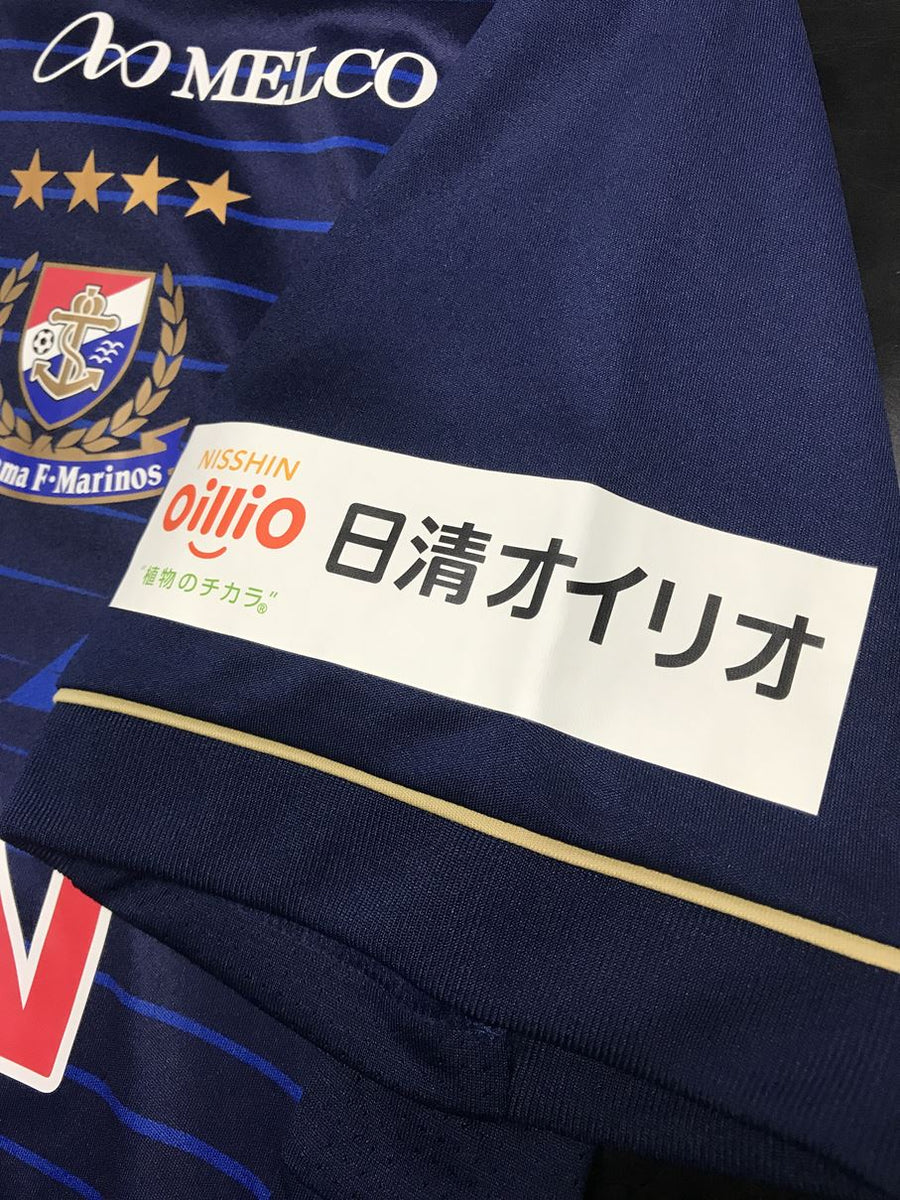 MELCO
ma F·Marinos
NISSHIN
OilliO
日清オイリオ
"植物のチカラ®"
N